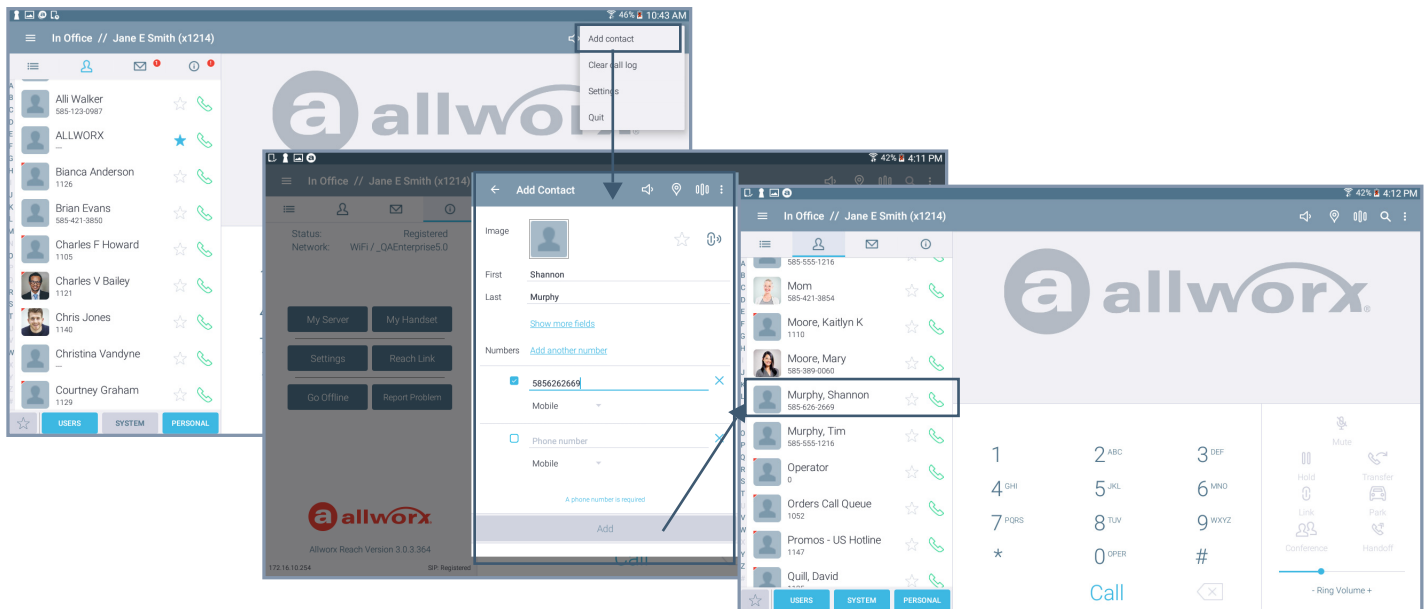 46% 10:43 AM
In Office // Jane E Smith (x1214)
Add contact
Clear call log
Settings
Quit
A
B
C
D
E
F
G
H
J
K
L
M
Alli Walker
585-123-0987
ALLWORX
—
Bianca Anderson
1126
Brian Evans
585-421-3850
Charles F Howard
1105
Charles V Bailey
1121
Chris Jones
1140
Christina Vandyne
—
Courtney Graham
1129
USERS SYSTEM PERSONAL
a allwo
42% 4:11 PM
In Office // Jane E Smith (x1214)
Status: Registered
Network: WiFi / _QAEnterprise5.0
My Server My Handset
Settings Reach Link
Go Offline Report Problem
a allworx.
Allworx Reach Version 3.0.3.364
172.16.10.254 SIP: Registered
Add Contact
Image
First Shannon
Last Murphy
Show more fields
Numbers Add another number
5856262669
Mobile
Phone number
Mobile
A phone number is required
Add
Call
42% 4:12 PM
In Office // Jane E Smith (x1214)
585-555-1216
Mom
585-421-3854
Moore, Kaitlyn K
1110
Moore, Mary
585-389-0060
Murphy, Shannon
585-626-2669
Murphy, Tim
585-555-1216
Operator
0
Orders Call Queue
1052
Promos - US Hotline
1147
Quill, David
USERS SYSTEM PERSONAL
a allworx®
1 2 ABC 3 DEF
4 GHI 5 JKL 6 MNO
7 PQRS 8 TUV 9 WXYZ
* 0 OPER #
Call
Mute
Hold Transfer
Link Park
Conference Handoff
- Ring Volume +